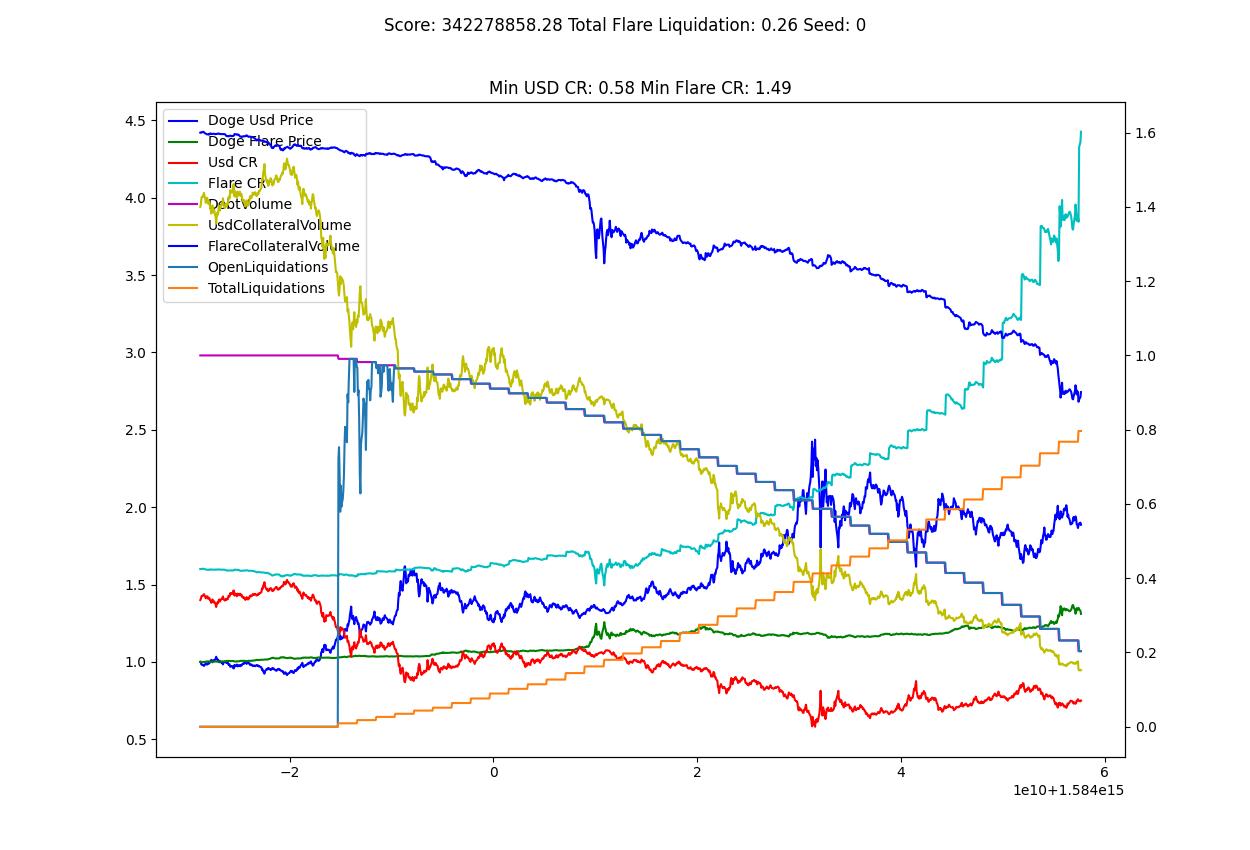 Score: 342278858.28 Total Flare Liquidation: 0.26 Seed: 0
Min USD CR: 0.58 Min Flare CR: 1.49
Doge Usd Price
Doge Flare Price
Usd CR
Flare CR
DebtVolume
UsdCollateralVolume
FlareCollateralVolume
OpenLiquidations
TotalLiquidations
4.5
4.0
3.5
3.0
2.5
2.0
1.5
1.0
0.5
1.6
1.4
1.2
1.0
0.8
0.6
0.4
0.2
0.0
−2
0
2
4
6
1e10+1.584e15